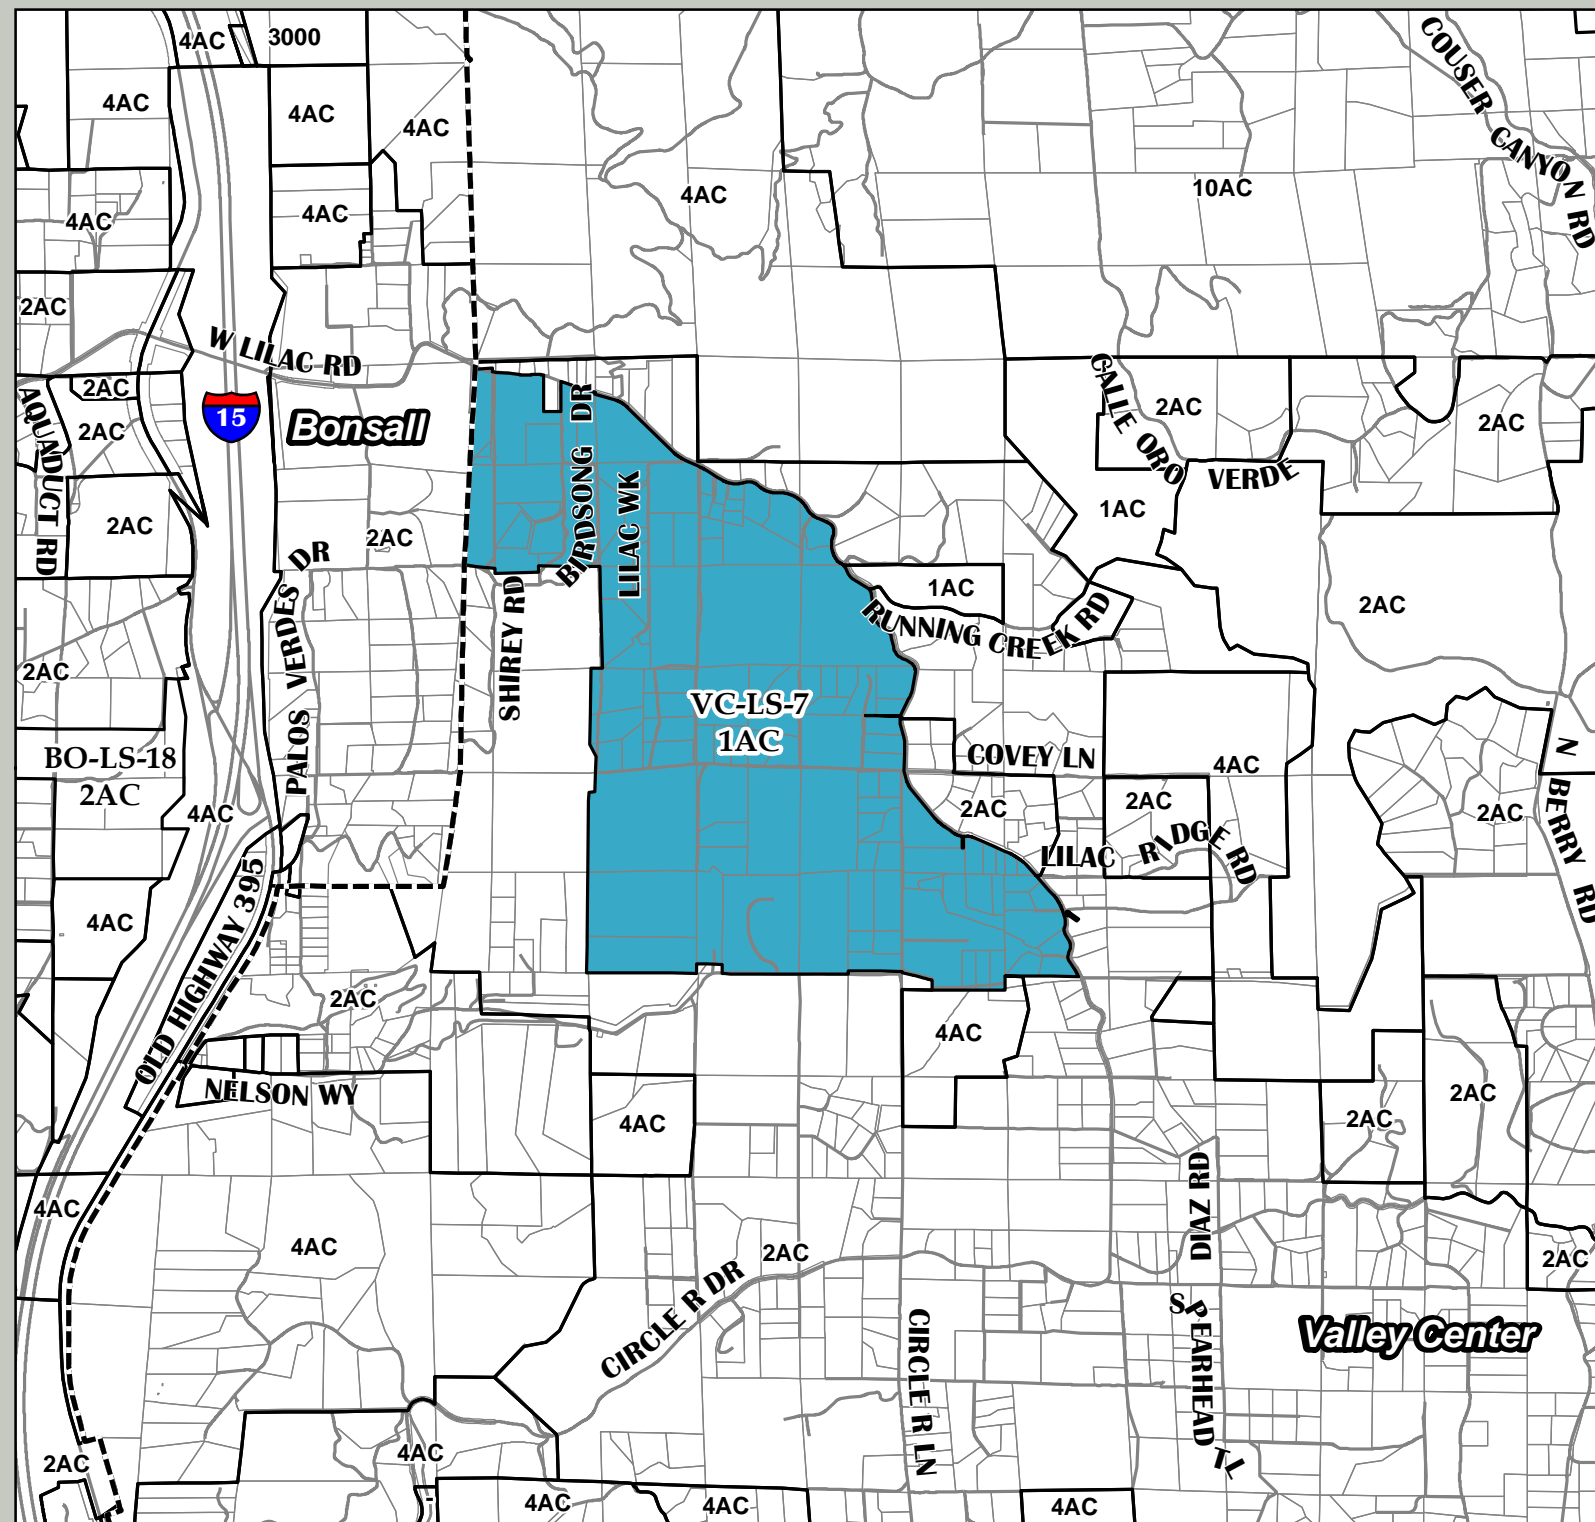 4AC
3000
4AC
4AC
4AC
4AC
4AC
4AC
10AC
COUSER CANYON RD
2AC
W LILAC RD
2AC
2AC
AQUADUCT RD
15
Bonsall
BIRDSONG DR
LILAC WK
CALLE ORO VERDE
2AC
2AC
1AC
2AC
2AC
PALOS VERDES DR
SHIREY RD
1AC
RUNNING CREEK RD
2AC
2AC
VC-LS-7
1AC
BO-LS-18
2AC
4AC
COVEY LN
4AC
2AC
2AC
2AC
LILAC RIDGE RD
N BERRY RD
OLD HIGHWAY 395
4AC
2AC
4AC
NELSON WY
4AC
2AC
2AC
4AC
4AC
DIAZ RD
2AC
2AC
CIRCLE R DR
CIRCLE R LN
SPEARHEAD TL
Valley Center
2AC
4AC
4AC
4AC
4AC